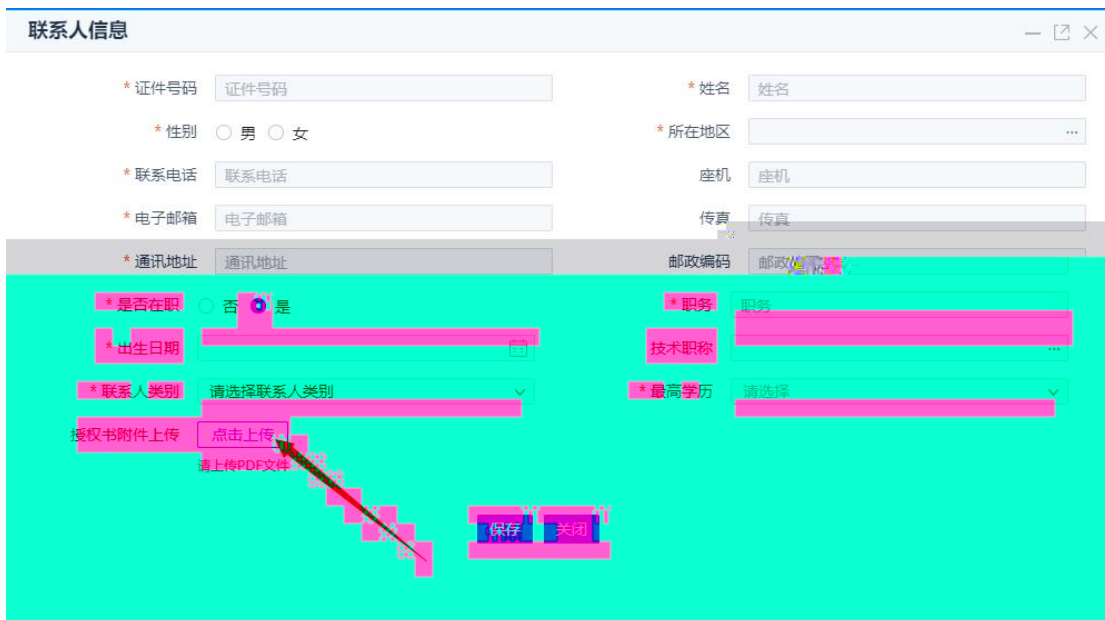 联系人信息
* 证件号码 证件号码 * 姓名 姓名
* 性别 男 女 * 所在地区 ...
* 联系电话 联系电话 座机 座机
* 电子邮箱 电子邮箱 传真 传真
* 通讯地址 通讯地址 邮政编码 邮政
* 是否在职 否 是 * 职务 职务
* 出生日期 技术职称 ...
* 联系人类别 请选择联系人类别 * 最高学历 请选择
授权书附件上传 点击上传
请上传PDF文件
保存 关闭